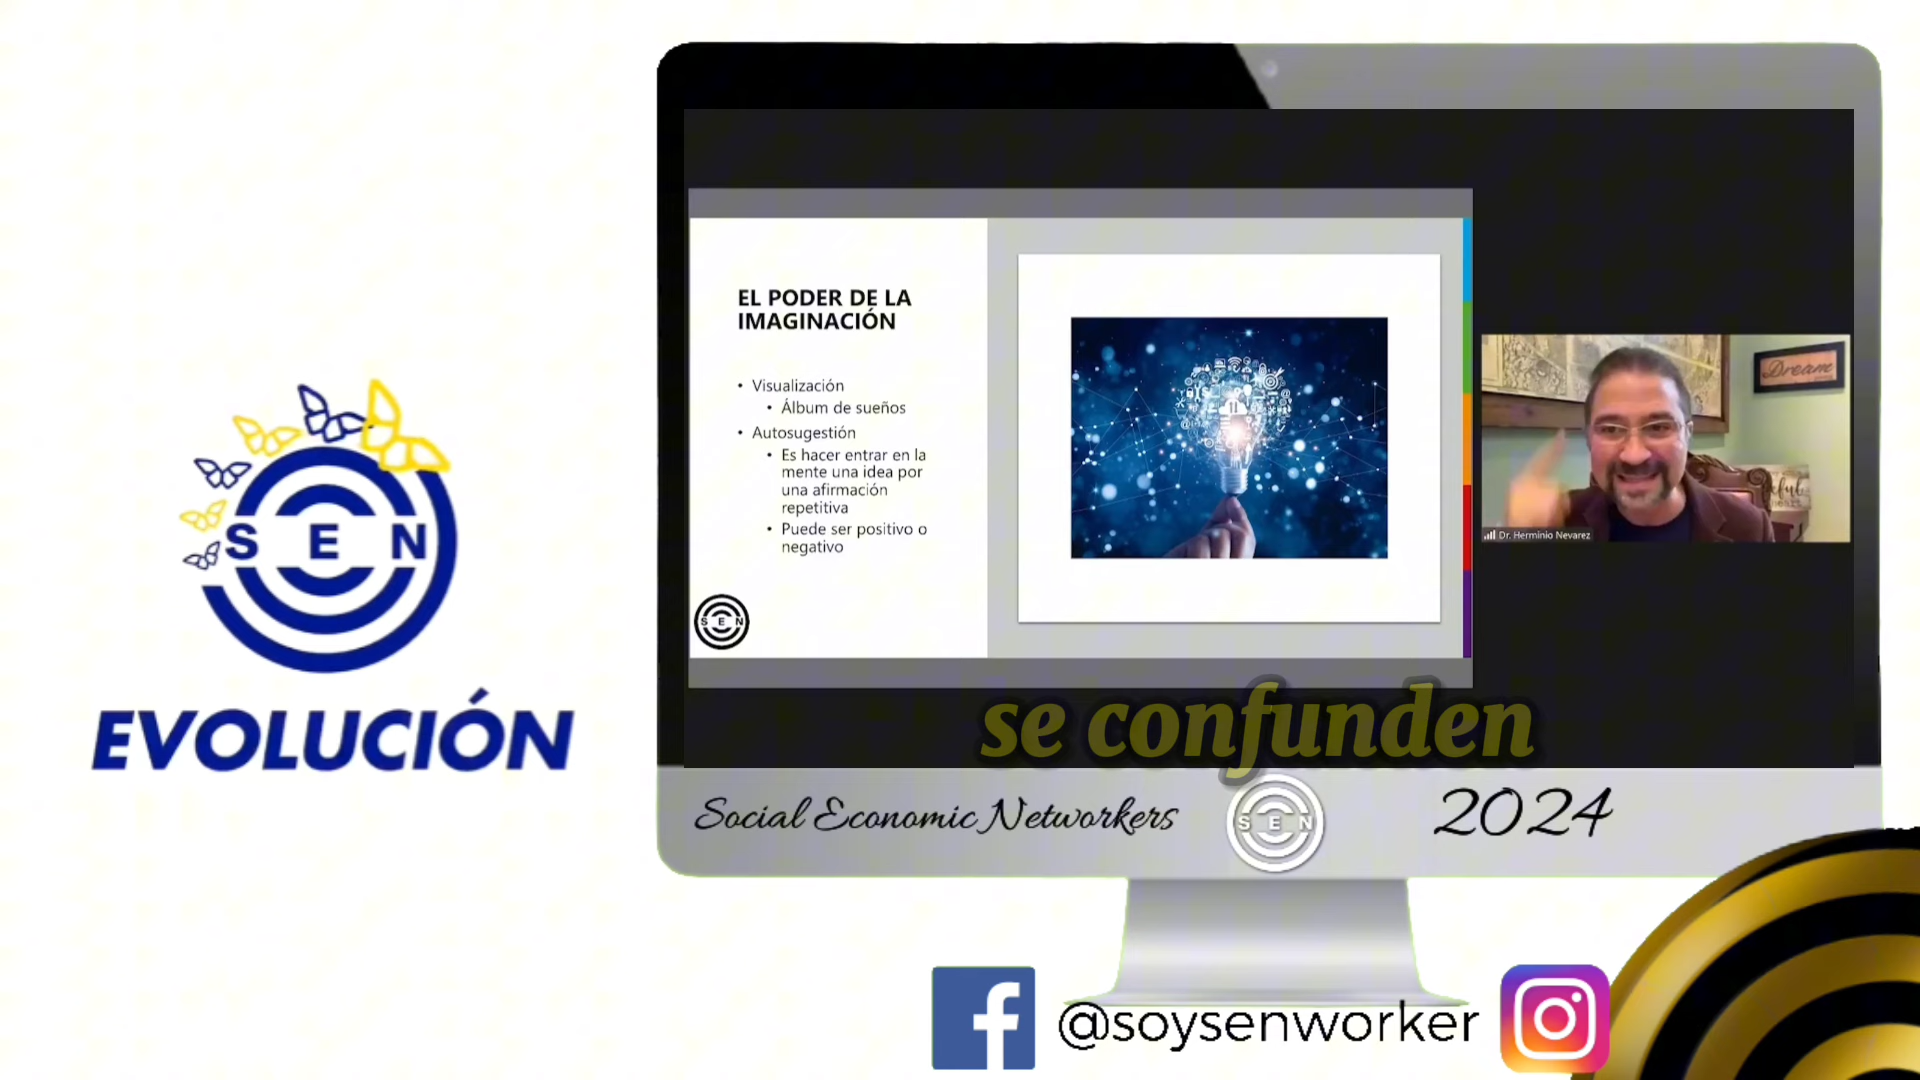 S E N
EVOLUCIÓN
EL PODER DE LA
IMAGINACIÓN
• Visualización
• Álbum de sueños
• Autosugestión
• Es hacer entrar en la
mente una idea por
una afirmación
repetitiva
• Puede ser positivo o
negativo
S E N
Dream
Dr. Herminio Nevarez
se confunden
Social Economic Networkers
S E N
2024
@soysenworker